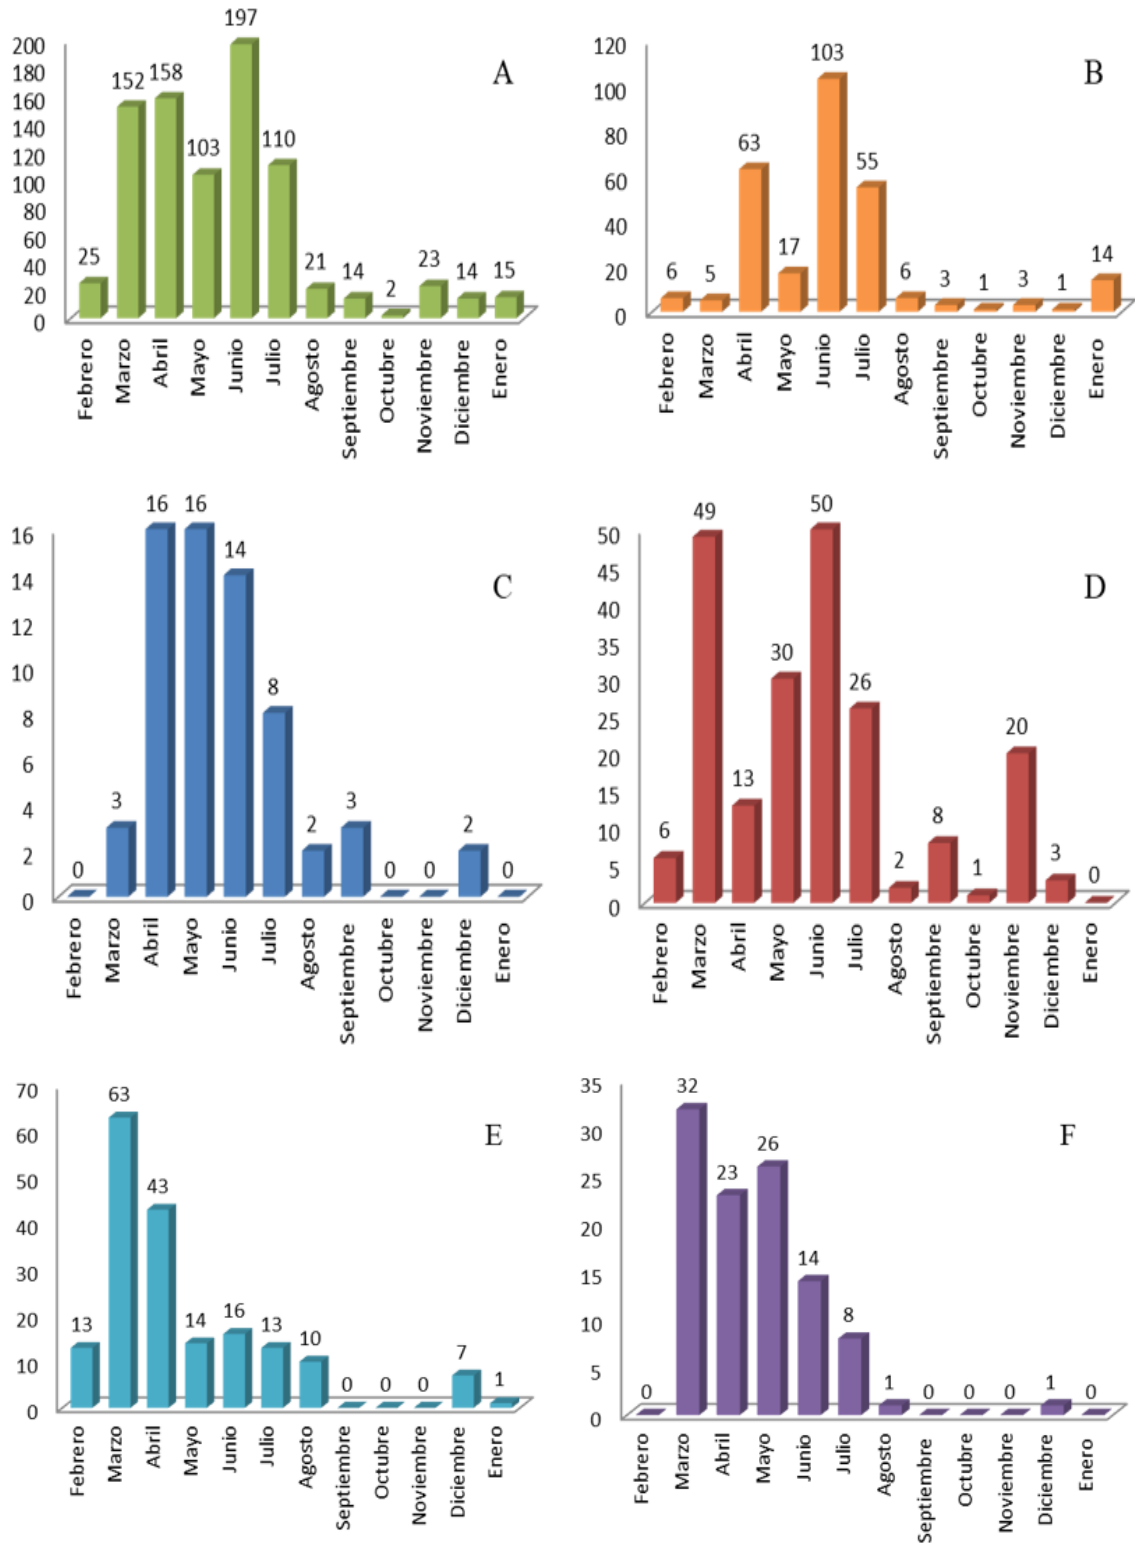 A
200
180
160
140
120
100
80
60
40
20
0
25
152
158
103
197
110
21
14
2
23
14
15
Febrero
Marzo
Abril
Mayo
Junio
Julio
Agosto
Septiembre
Octubre
Noviembre
Diciembre
Enero
B
120
100
80
60
40
20
0
6
5
63
17
103
55
6
3
1
3
1
14
Febrero
Marzo
Abril
Mayo
Junio
Julio
Agosto
Septiembre
Octubre
Noviembre
Diciembre
Enero
C
16
14
12
10
8
6
4
2
0
0
3
16
16
14
8
2
3
0
0
2
0
Febrero
Marzo
Abril
Mayo
Junio
Julio
Agosto
Septiembre
Octubre
Noviembre
Diciembre
Enero
D
50
45
40
35
30
25
20
15
10
5
0
6
49
13
30
50
26
2
8
1
20
3
0
Febrero
Marzo
Abril
Mayo
Junio
Julio
Agosto
Septiembre
Octubre
Noviembre
Diciembre
Enero
E
70
60
50
40
30
20
10
0
13
63
43
14
16
13
10
0
0
0
7
1
Febrero
Marzo
Abril
Mayo
Junio
Julio
Agosto
Septiembre
Octubre
Noviembre
Diciembre
Enero
F
35
30
25
20
15
10
5
0
0
32
23
26
14
8
1
0
0
0
1
0
Febrero
Marzo
Abril
Mayo
Junio
Julio
Agosto
Septiembre
Octubre
Noviembre
Diciembre
Enero